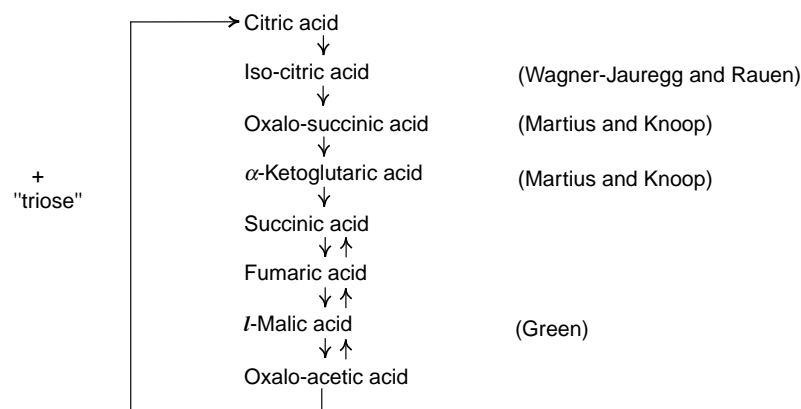 Citric acid
Iso-citric acid (Wagner-Jauregg and Rauen)
Oxalo-succinic acid (Martius and Knoop)
α-Ketoglutaric acid (Martius and Knoop)
+
"triose"
Succinic acid
Fumaric acid
l-Malic acid (Green)
Oxalo-acetic acid